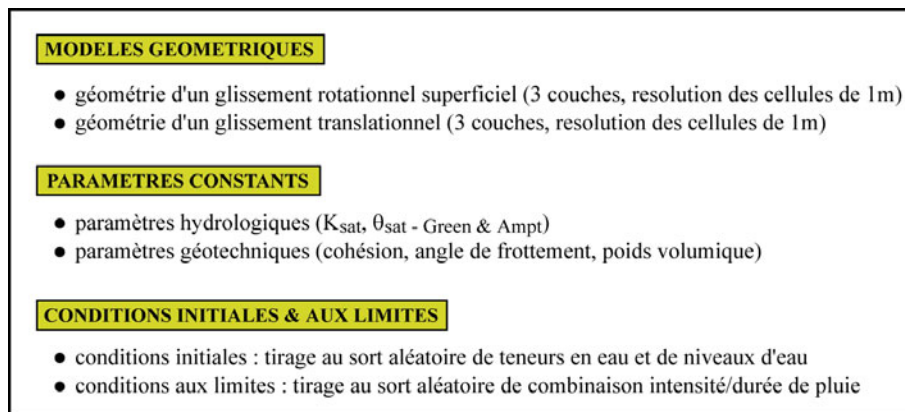 MODELES GEOMETRIQUES
● géométrie d'un glissement rotationnel superficiel (3 couches, resolution des cellules de 1m)
● géométrie d'un glissement translationnel (3 couches, resolution des cellules de 1m)
PARAMETRES CONSTANTS
● paramètres hydrologiques (Ksat, θsat - Green & Ampt)
● paramètres géotechniques (cohésion, angle de frottement, poids volumique)
CONDITIONS INITIALES & AUX LIMITES
● conditions initiales : tirage au sort aléatoire de teneurs en eau et de niveaux d'eau
● conditions aux limites : tirage au sort aléatoire de combinaison intensité/durée de pluie